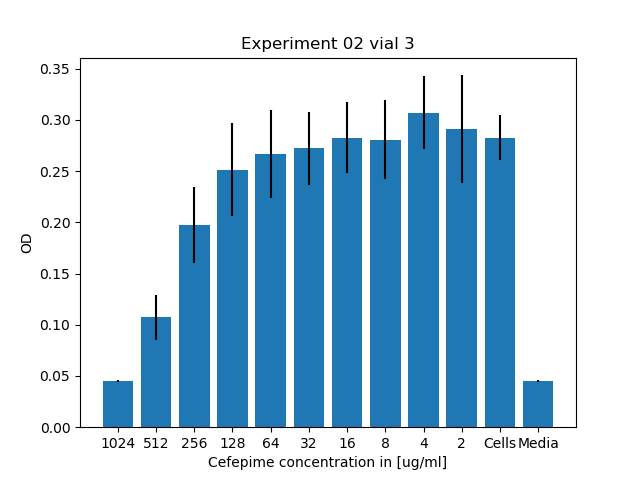 Experiment 02 vial 3
0.35
0.30
0.25
0.20
0.15
0.10
0.05
0.00
OD
1024 512 256 128 64 32 16 8 4 2 Cells Media
Cefepime concentration in [ug/ml]